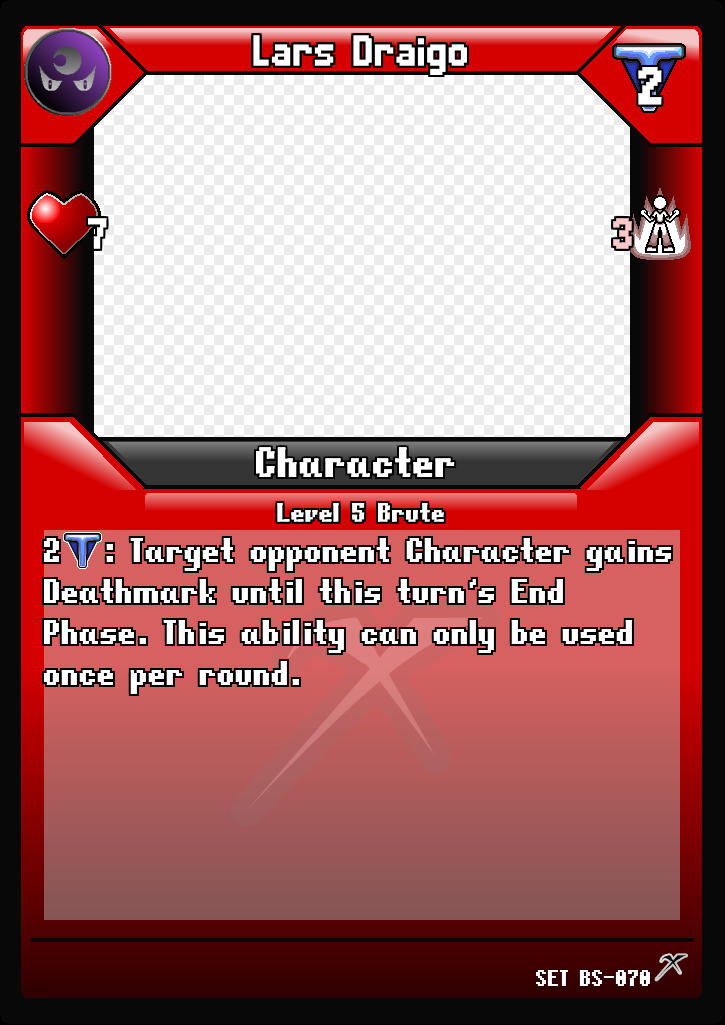 Lars Draigo
2
7
3
Character
Level 5 Brute
2T: Target opponent Character gains
Deathmark until this turn's End
Phase. This ability can only be used
once per round.
SET BS-070